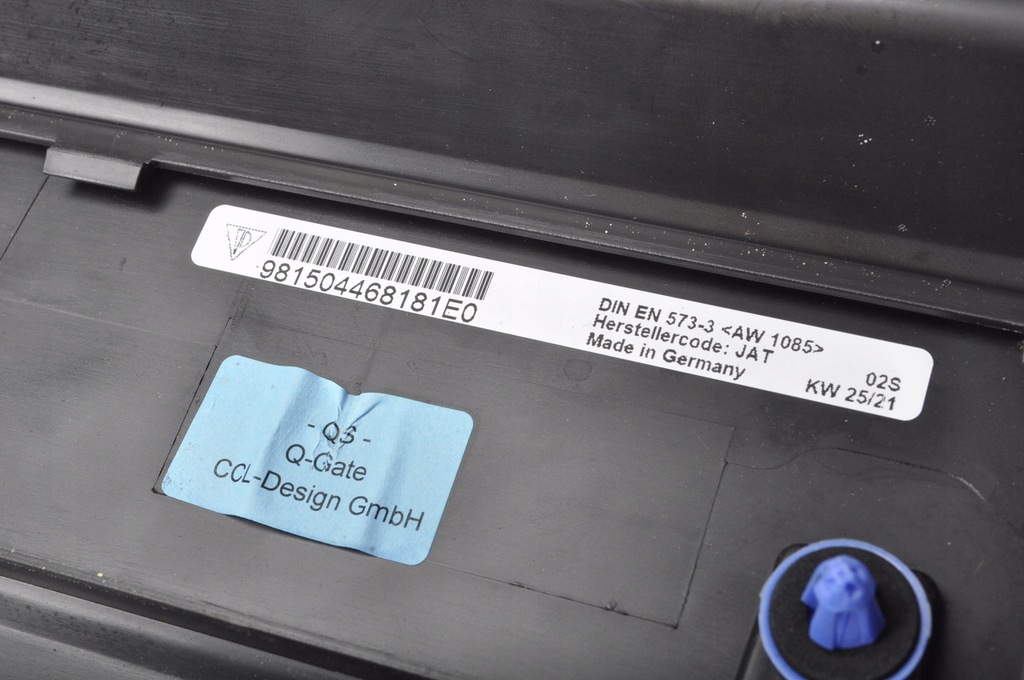 981504468181E0
DIN EN 573-3 <AW 1085>
Herstellercode: JAT
Made in Germany
02S
KW 25/21
- QS -
Q-Gate
CCL-Design GmbH